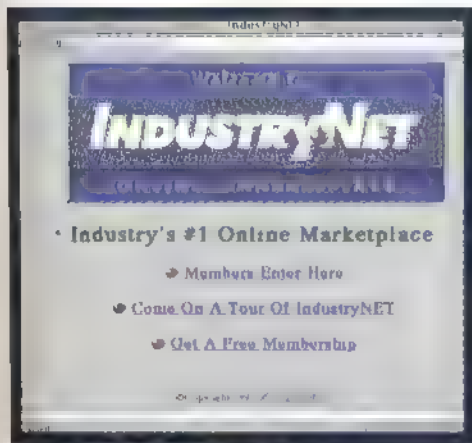 INDUSTRYNET
Industry's #1 Online Marketplace
Members Enter Here
Come On A Tour Of IndustryNET
Get A Free Membership